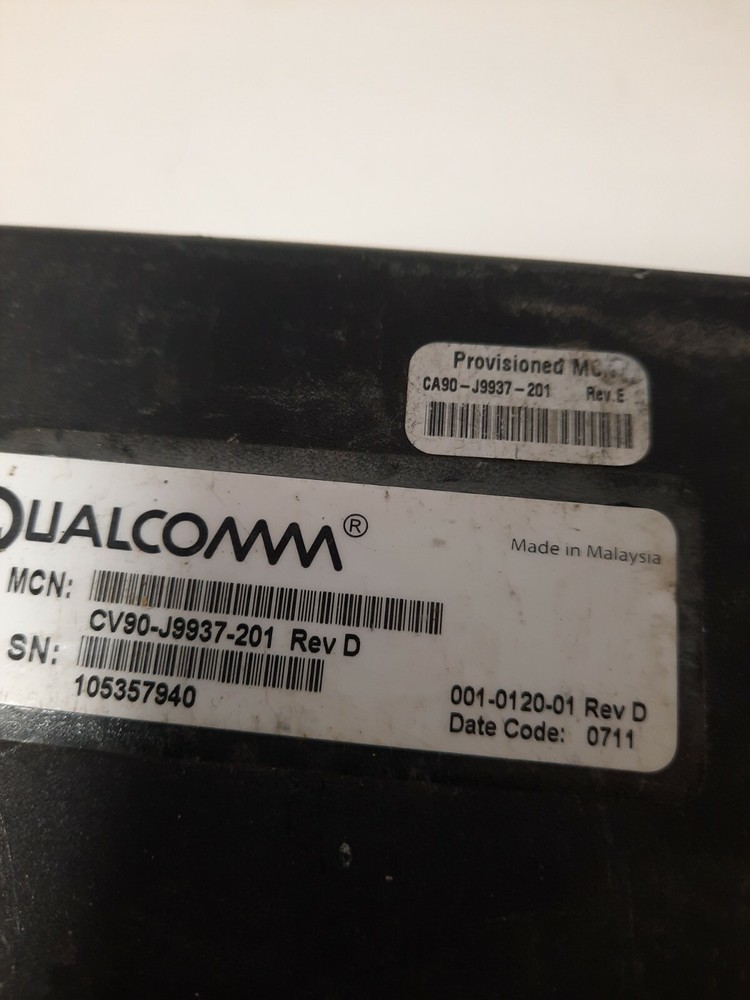 Provisioned
CA90-J9937-201 Rev.E
QUALCOMM®
Made in Malaysia
MCN:
CV90-J9937-201 Rev D
SN:
105357940
001-0120-01 Rev D
Date Code: 0711